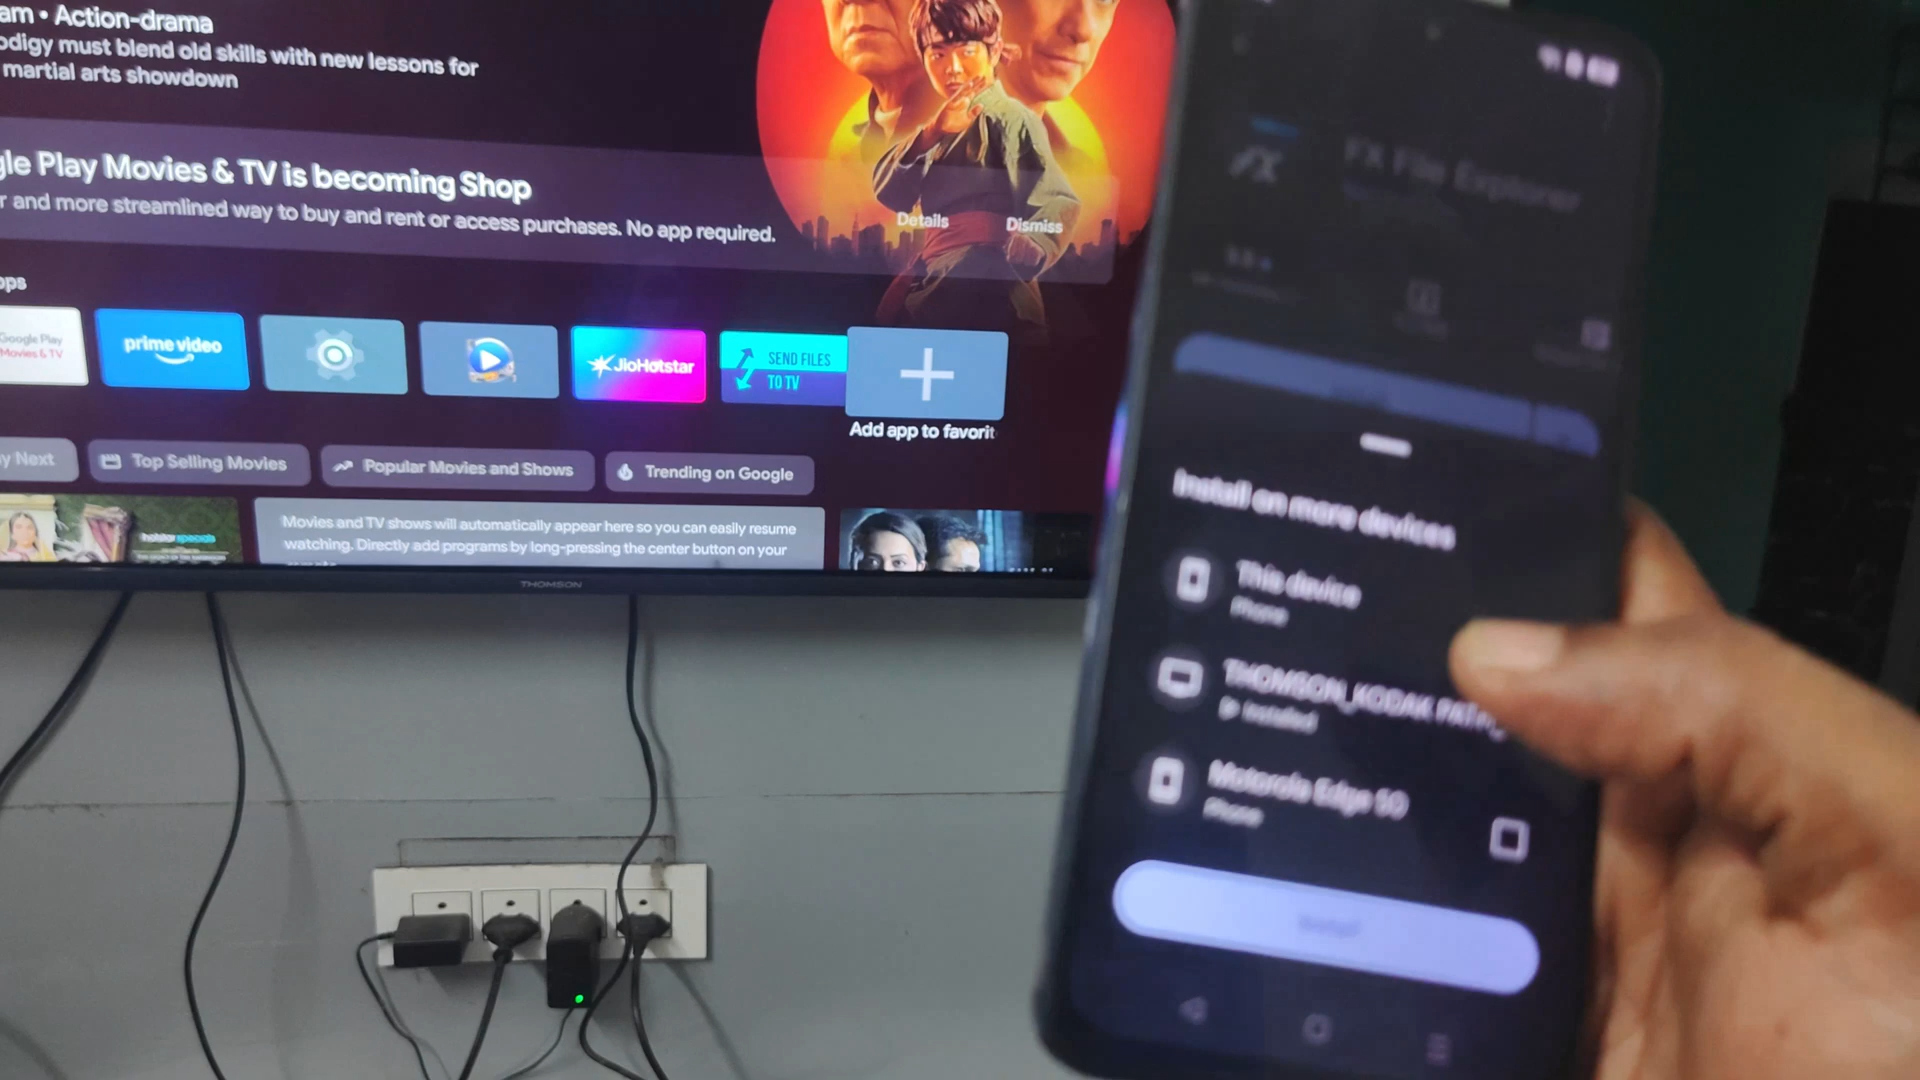 am • Action-drama
odigy must blend old skills with new lessons for
martial arts showdown
gle Play Movies & TV is becoming Shop
r and more streamlined way to buy and rent or access purchases. No app required.
Details
Dismiss
pps
Google Play
Movies & TV
prime video
JioHotstar
SEND FILES
TO TV
Add app to favorit
y Next
Top Selling Movies
Popular Movies and Shows
Trending on Google
hotstar specials
Movies and TV shows will automatically appear here so you can easily resume
watching. Directly add programs by long-pressing the center button on your
THOMSON
FX
FX File Explorer
Install on more devices
This device
Phone
THOMSON_KODAK PATH_
Installed
Motorola Edge 50
Phone
Install